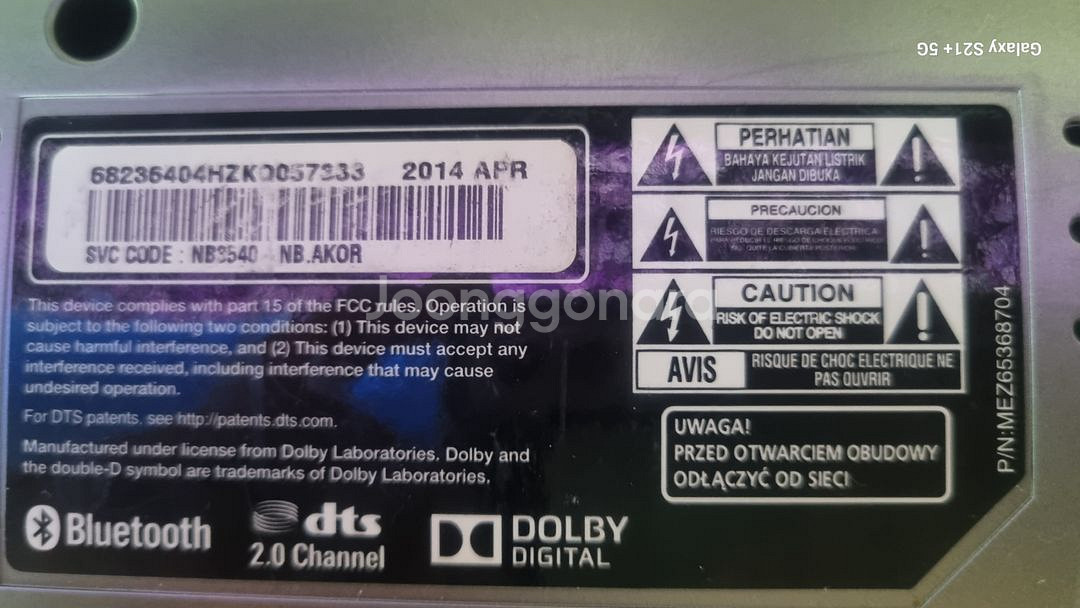 Galaxy S21+ 5G
2014 APR
SVC CODE : NB3540 NB.AKOR
This device complies with part 15 of the FCC rules. Operation is
subject to the following two conditions: (1) This device may not
cause harmful interference, and (2) This device must accept any
interference received, including interference that may cause
undesired operation.
For DTS patents, see http://patents.dts.com.
Manufactured under license from Dolby Laboratories. Dolby and
the double-D symbol are trademarks of Dolby Laboratories.
Bluetooth
dts
2.0 Channel
DOLBY
DIGITAL
PERHATIAN
BAHAYA KEJUTAN LISTRIK
JANGAN DIBUKA
PRECAUCION
RIESGO DE DESCARGA ELECTRICA
CAUTION
RISK OF ELECTRIC SHOCK
DO NOT OPEN
AVIS
RISQUE DE CHOC ELECTRIQUE NE
PAS OUVRIR
UWAGA!
PRZED OTWARCIEM OBUDOWY
ODŁĄCZYĆ OD SIECI
P/N:MEZ65368704
Joonggonara